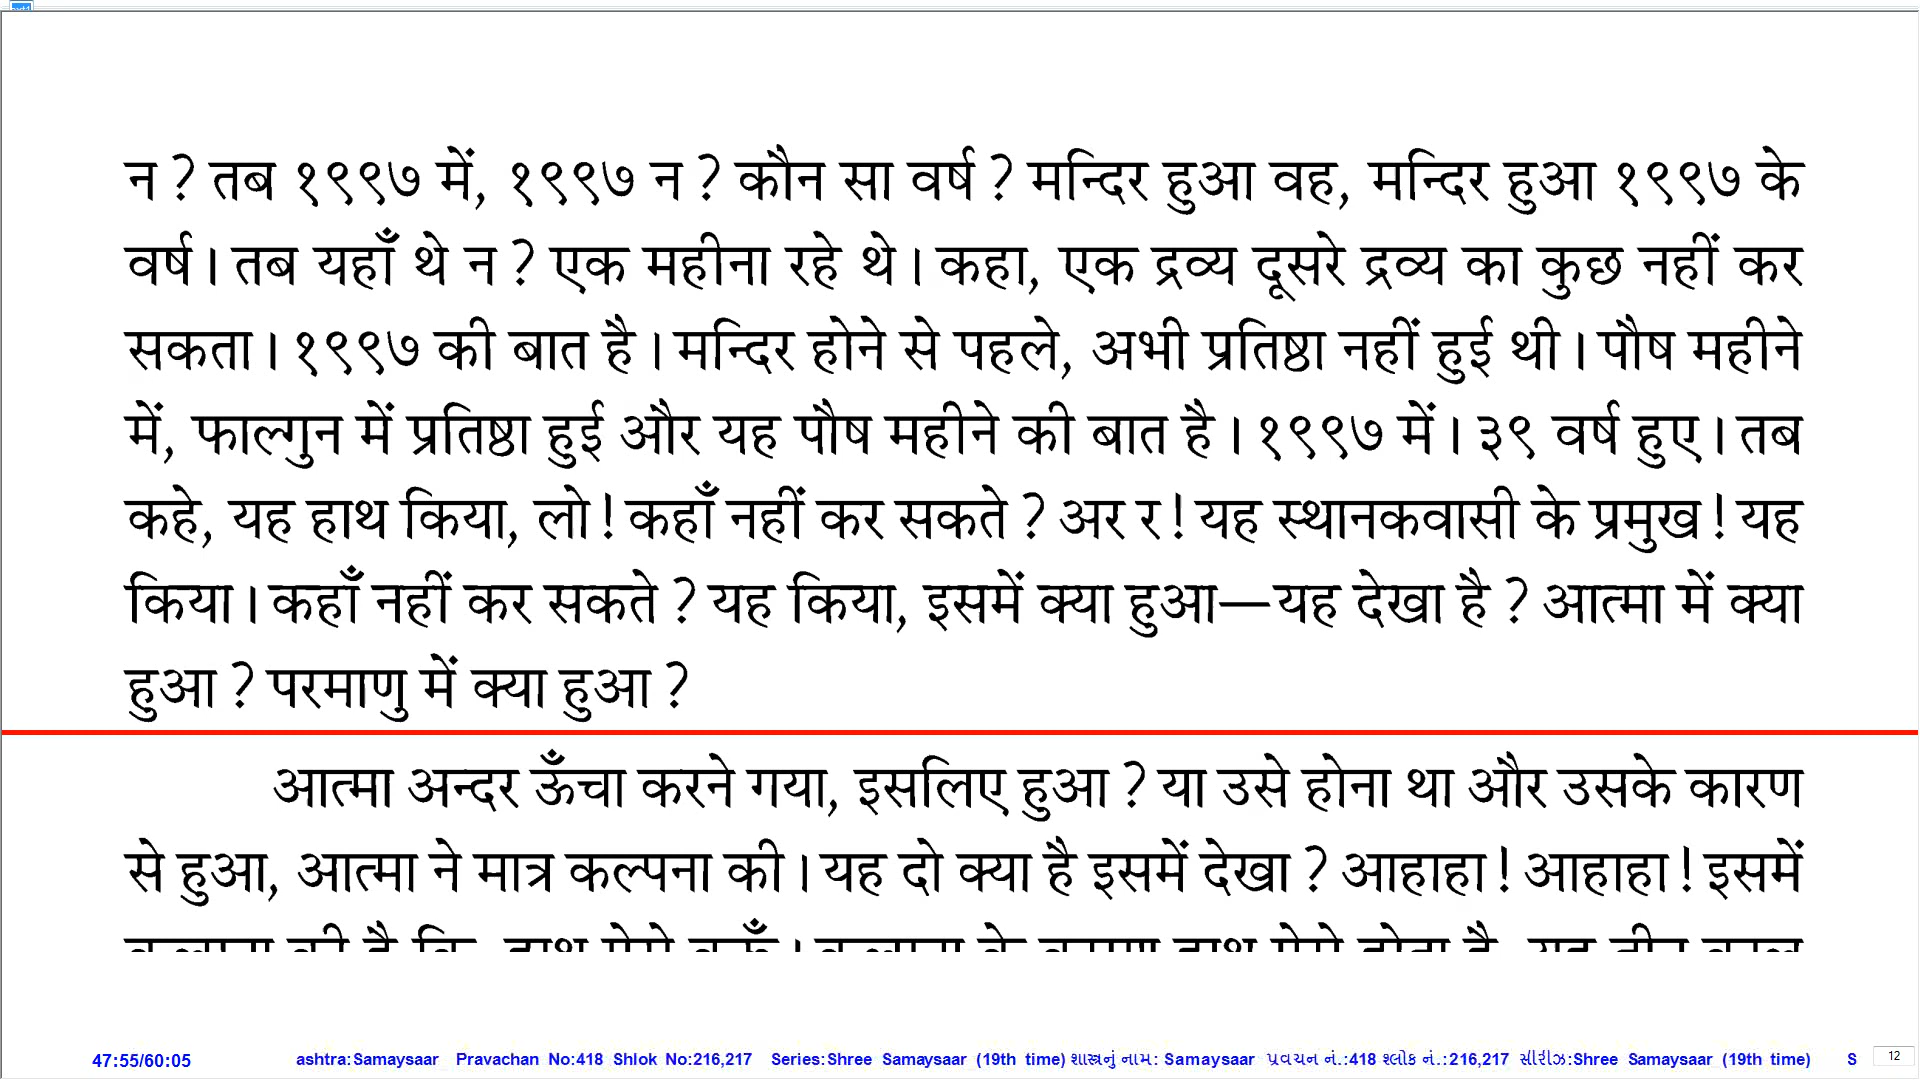 न ? तब १९९७ में, १९९७ न ? कौन सा वर्ष ? मन्दिर हुआ वह, मन्दिर हुआ १९९७ के
वर्ष। तब यहाँ थे न ? एक महीना रहे थे। कहा, एक द्रव्य दूसरे द्रव्य का कुछ नहीं कर
सकता। १९९७ की बात है। मन्दिर होने से पहले, अभी प्रतिष्ठा नहीं हुई थी। पौष महीने
में, फाल्गुन में प्रतिष्ठा हुई और यह पौष महीने की बात है। १९९७ में। ३९ वर्ष हुए। तब
कहे, यह हाथ किया, लो! कहाँ नहीं कर सकते ? अर र! यह स्थानकवासी के प्रमुख! यह
किया। कहाँ नहीं कर सकते ? यह किया, इसमें क्या हुआ—यह देखा है ? आत्मा में क्या
हुआ ? परमाणु में क्या हुआ ?
आत्मा अन्दर ऊँचा करने गया, इसलिए हुआ ? या उसे होना था और उसके कारण
से हुआ, आत्मा ने मात्र कल्पना की। यह दो क्या है इसमें देखा ? आहाहा! आहाहा! इसमें
47:55/60:05 ashtra:Samaysaar Pravachan No:418 Shlok No:216,217 Series:Shree Samaysaar (19th time) શાસ્ત્રનું નામ: Samaysaar પ્રવચન નં.:418 શ્લોક નં.:216,217 સીરીઝ:Shree Samaysaar (19th time) S 12